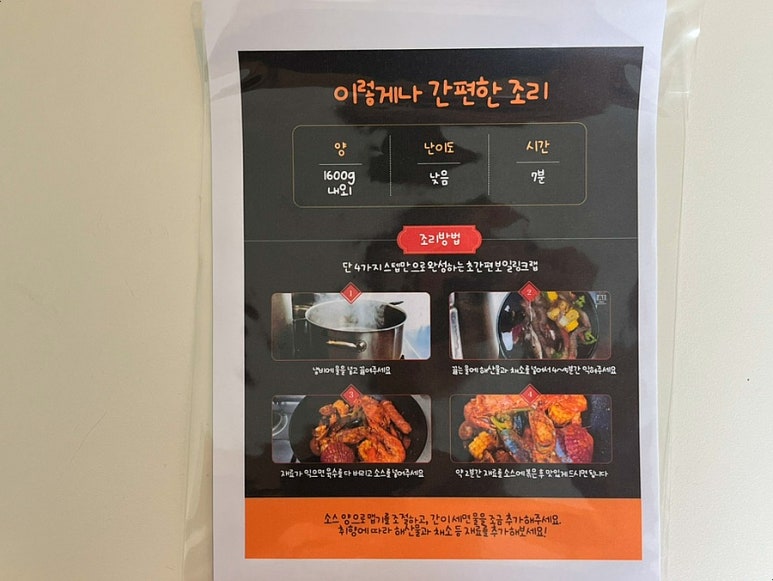 이렇게나 간편한 조리
양
난이도
시간
1600g
내외
낮음
7분
조리방법
단 4가지 스텝만으로 완성하는 초간편 보일링크랩
1
2
냄비에 물을 넣고 끓여주세요
끓는 물에 해산물과 채소를 넣어서 4~5분간 익혀주세요
3
4
재료가 익으면 육수를 다 버리고 소스를 넣어주세요
약 2분간 재료를 소스에 볶은 후 맛있게 드시면 됩니다
소스 양으로 맵기를 조절하고, 간이 세면 물을 조금 추가해주세요.
취향에 따라 해산물과 채소 등 재료를 추가해보세요!